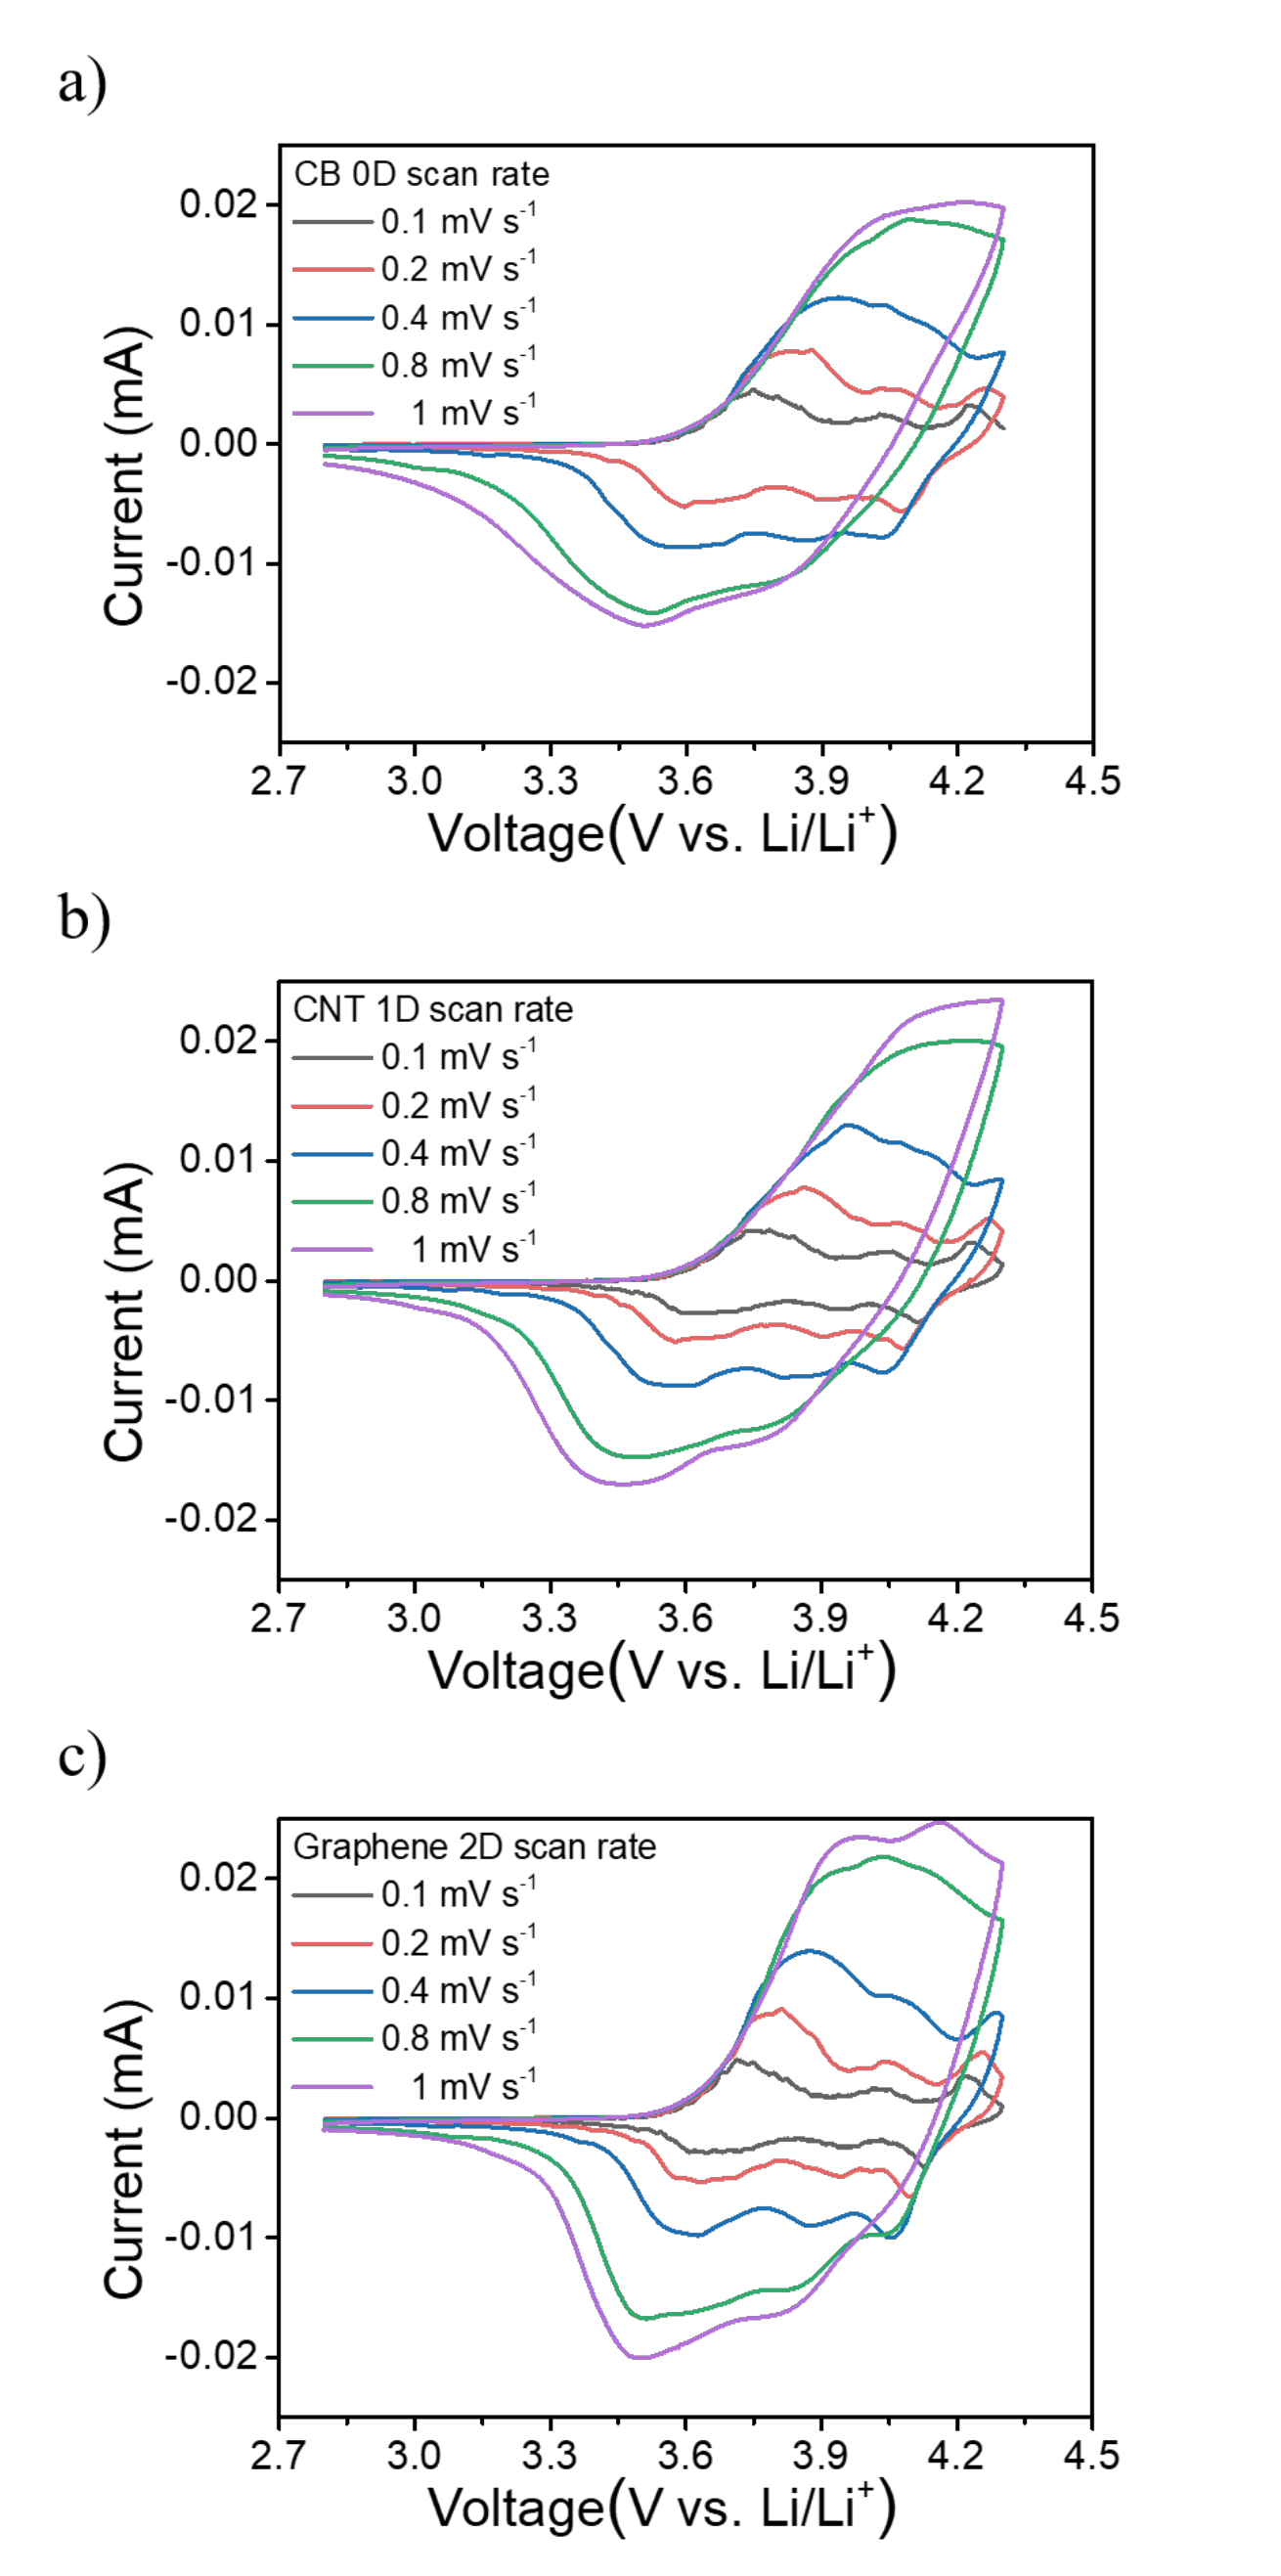 a)
CB 0D scan rate
0.1 mV s⁻¹
0.2 mV s⁻¹
0.4 mV s⁻¹
0.8 mV s⁻¹
1 mV s⁻¹
0.02
0.01
0.00
-0.01
-0.02
Current (mA)
2.7 3.0 3.3 3.6 3.9 4.2 4.5
Voltage(V vs. Li/Li⁺)
b)
CNT 1D scan rate
0.1 mV s⁻¹
0.2 mV s⁻¹
0.4 mV s⁻¹
0.8 mV s⁻¹
1 mV s⁻¹
0.02
0.01
0.00
-0.01
-0.02
Current (mA)
2.7 3.0 3.3 3.6 3.9 4.2 4.5
Voltage(V vs. Li/Li⁺)
c)
Graphene 2D scan rate
0.1 mV s⁻¹
0.2 mV s⁻¹
0.4 mV s⁻¹
0.8 mV s⁻¹
1 mV s⁻¹
0.02
0.01
0.00
-0.01
-0.02
Current (mA)
2.7 3.0 3.3 3.6 3.9 4.2 4.5
Voltage(V vs. Li/Li⁺)